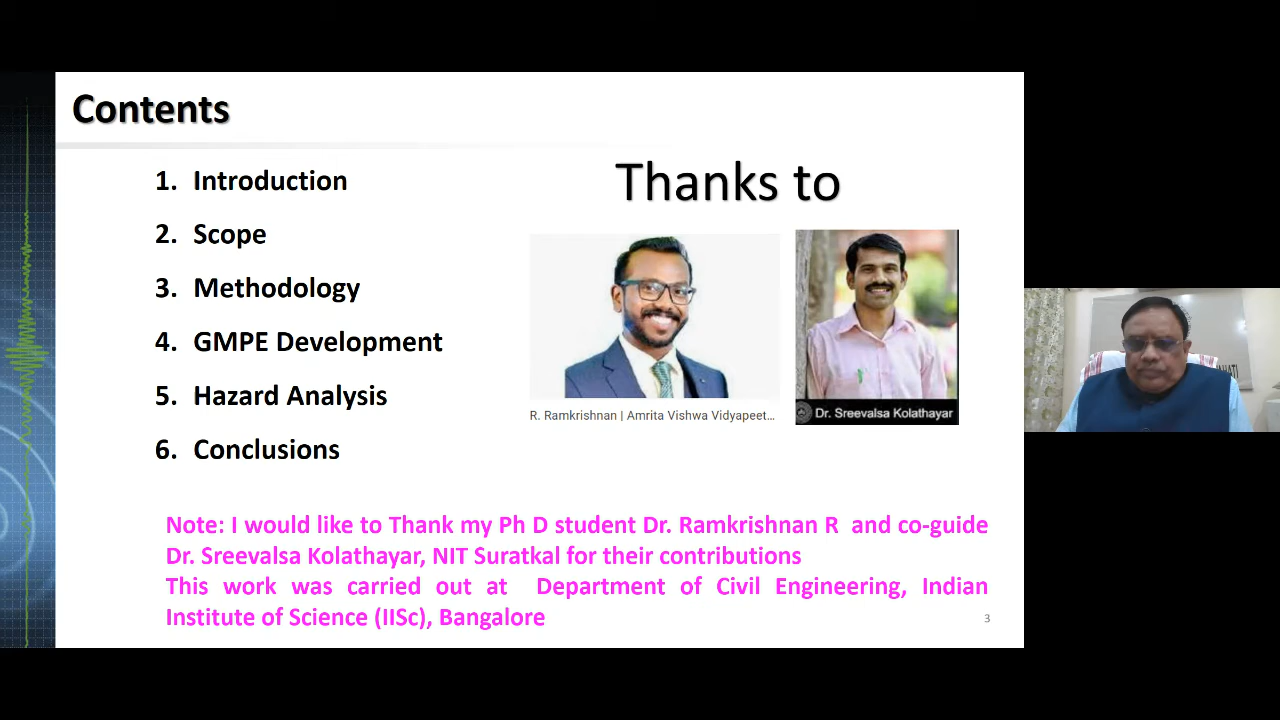 Contents
1. Introduction
2. Scope
3. Methodology
4. GMPE Development
5. Hazard Analysis
6. Conclusions
Thanks to
R. Ramkrishnan | Amrita Vishwa Vidyapeet...
Dr. Sreevalsa Kolathayar
Note: I would like to Thank my Ph D student Dr. Ramkrishnan R and co-guide
Dr. Sreevalsa Kolathayar, NIT Suratkal for their contributions
This work was carried out at Department of Civil Engineering, Indian
Institute of Science (IISc), Bangalore
3